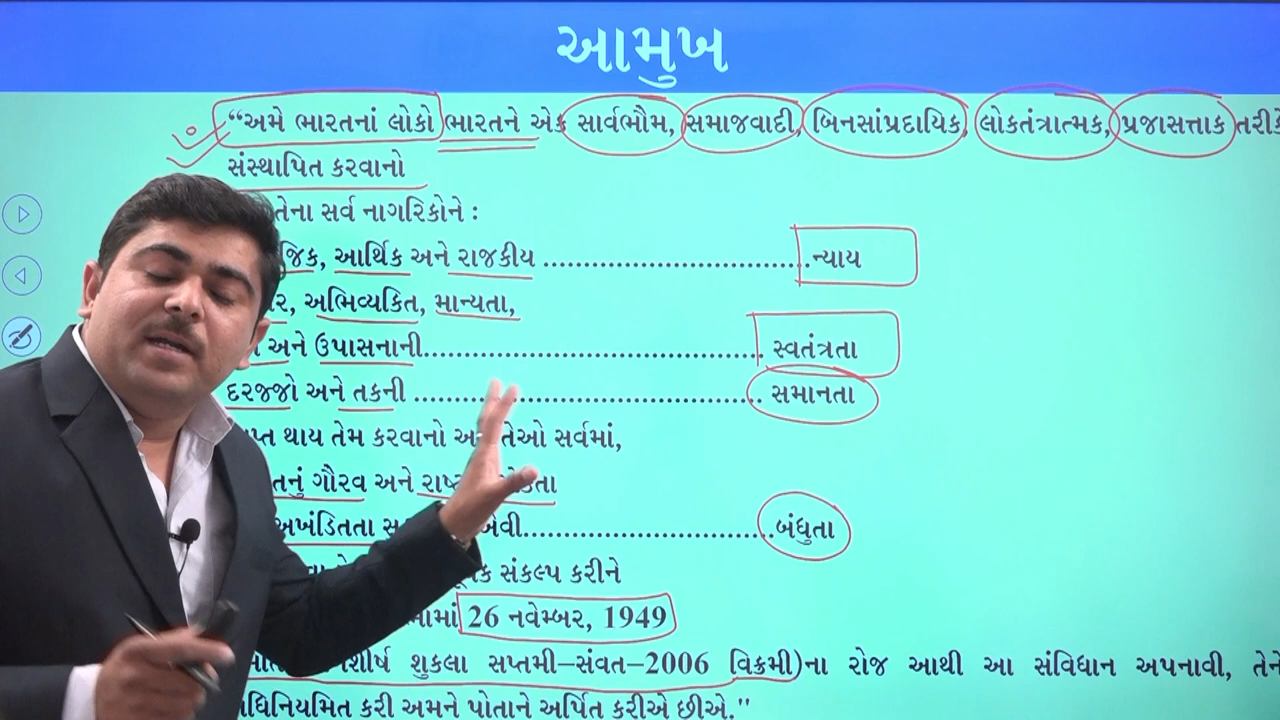 આમુખ
“અમે ભારતનાં લોકો ભારતને એક સાર્વભૌમ, સમાજવાદી, બિનસાંપ્રદાયિક, લોકતંત્રાત્મક, પ્રજાસત્તાક તરીકે
સંસ્થાપિત કરવાનો
તેના સર્વ નાગરિકોને :
આર્થિક અને રાજકીય ........................................ન્યાય
અભિવ્યકિત, માન્યતા,
અને ઉપાસનાની.................................................. સ્વતંત્રતા
દરજ્જો અને તકની .................................................... સમાનતા
થાય તેમ કરવાનો તેઓ સર્વમાં,
ગૌરવ અને
અખંડિતતા એવી.....................................બંધુતા
સંકલ્પ કરીને
26 નવેમ્બર, 1949
શુકલા સપ્તમી–સંવત–2006 વિક્રમી)ના રોજ આથી આ સંવિધાન અપનાવી, તેને
કરી અમને પોતાને અર્પિત કરીએ છીએ."